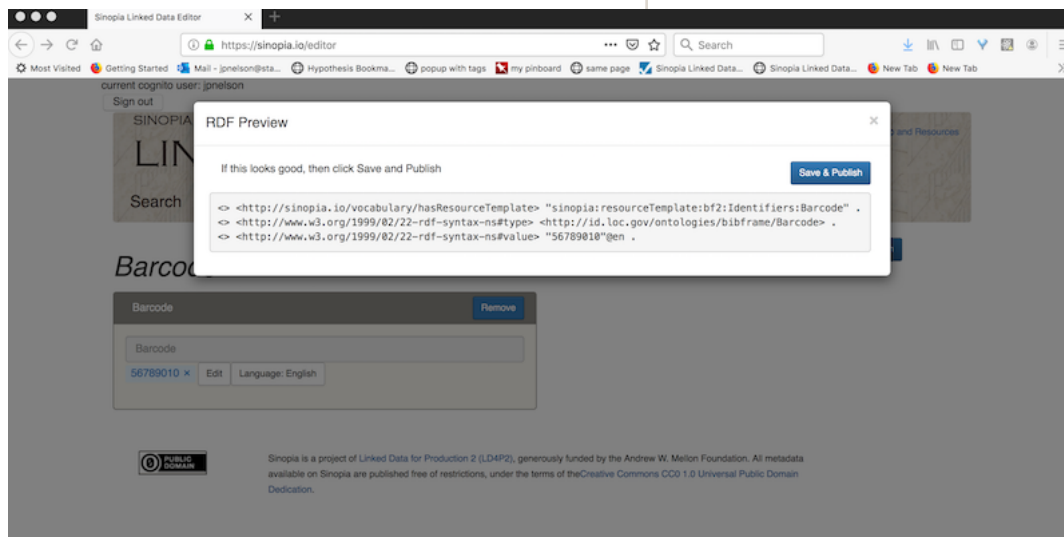 Sinopia Linked Data Editor
https://sinopia.io/editor
Search
Most Visited Getting Started Mail - jpnelson@sta... Hypothesis Bookma... popup with tags my pinboard same page Sinopia Linked Data... Sinopia Linked Data... New Tab New Tab
current cognito user: jpnelson
Sign out
SINOPIA
LIN
and Resources
Search
RDF Preview
×
If this looks good, then click Save and Publish
Save & Publish
<> <http://sinopia.io/vocabulary/hasResourceTemplate> "sinopia:resourceTemplate:bf2:Identifiers:Barcode" .
<> <http://www.w3.org/1999/02/22-rdf-syntax-ns#type> <http://id.loc.gov/ontologies/bibframe/Barcode> .
<> <http://www.w3.org/1999/02/22-rdf-syntax-ns#value> "56789010"@en .
Barco
Barcode
Remove
Barcode
56789010 × Edit Language: English
PUBLIC DOMAIN
Sinopia is a project of Linked Data for Production 2 (LD4P2), generously funded by the Andrew W. Mellon Foundation. All metadata
available on Sinopia are published free of restrictions, under the terms of theCreative Commons CC0 1.0 Universal Public Domain
Dedication.